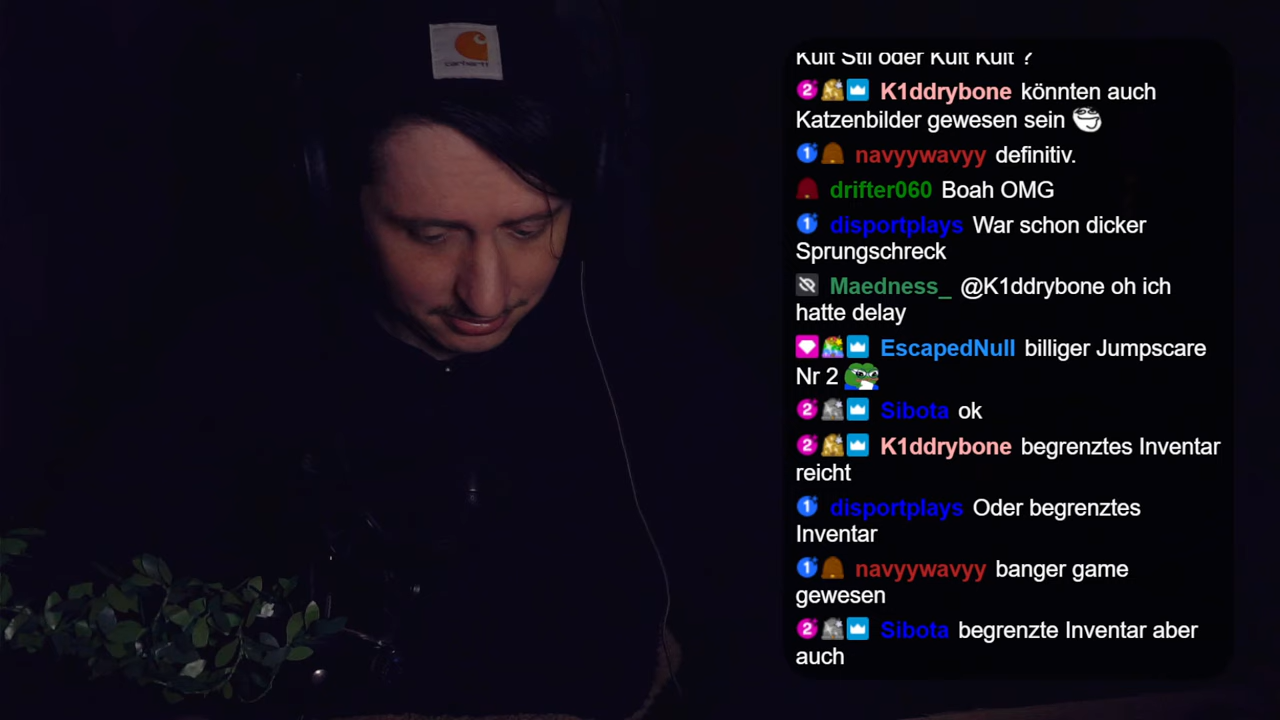 carhartt
Kult Stil oder Kult Kult ?
K1ddrybone könnten auch
Katzenbilder gewesen sein
navyywavyy definitiv.
drifter060 Boah OMG
disportplays War schon dicker
Sprungschreck
Maedness_ @K1ddrybone oh ich
hatte delay
EscapedNull billiger Jumpscare
Nr 2
Sibota ok
K1ddrybone begrenztes Inventar
reicht
disportplays Oder begrenztes
Inventar
navyywavyy banger game
gewesen
Sibota begrenzte Inventar aber
auch